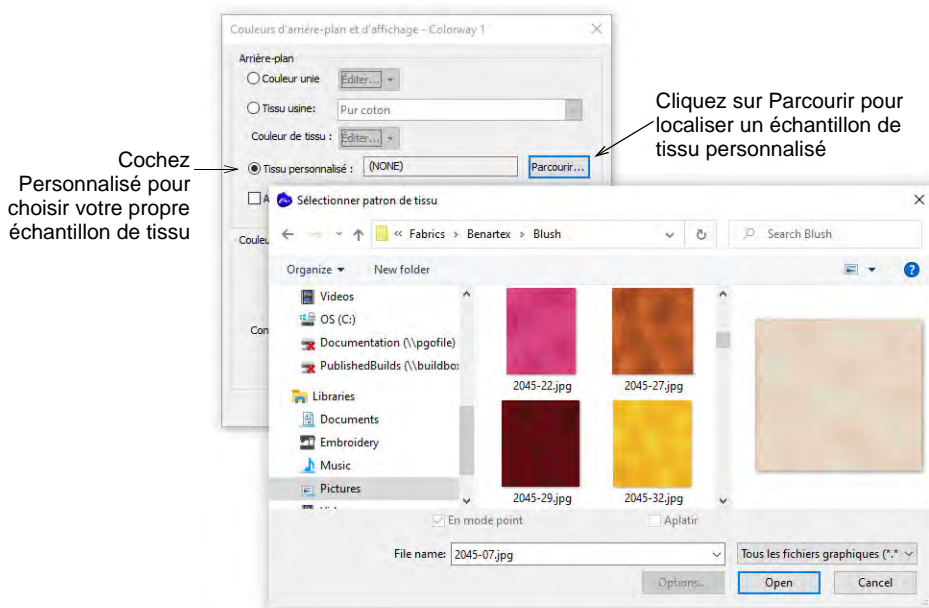 Couleurs d'arrière-plan et d'affichage - Colorway 1
Arrière-plan
Couleur unie
Éditer...
Tissu usine:
Pur coton
Couleur de tissu :
Éditer...
Tissu personnalisé :
(NONE)
Parcourir...
Cochez
Personnalisé pour
choisir votre propre
échantillon de tissu
Cliquez sur Parcourir pour
localiser un échantillon de
tissu personnalisé
A
Couleu
Con
Sélectionner patron de tissu
« Fabrics > Benartex > Blush
Search Blush
Organize
New folder
Videos
OS (C:)
Documentation (\\pgofile)
PublishedBuilds (\\buildbo
Libraries
Documents
Embroidery
Music
Pictures
2045-22.jpg
2045-27.jpg
2045-29.jpg
2045-32.jpg
En mode point
Aplatir
File name:
2045-07.jpg
Tous les fichiers graphiques (*.*
Options...
Open
Cancel